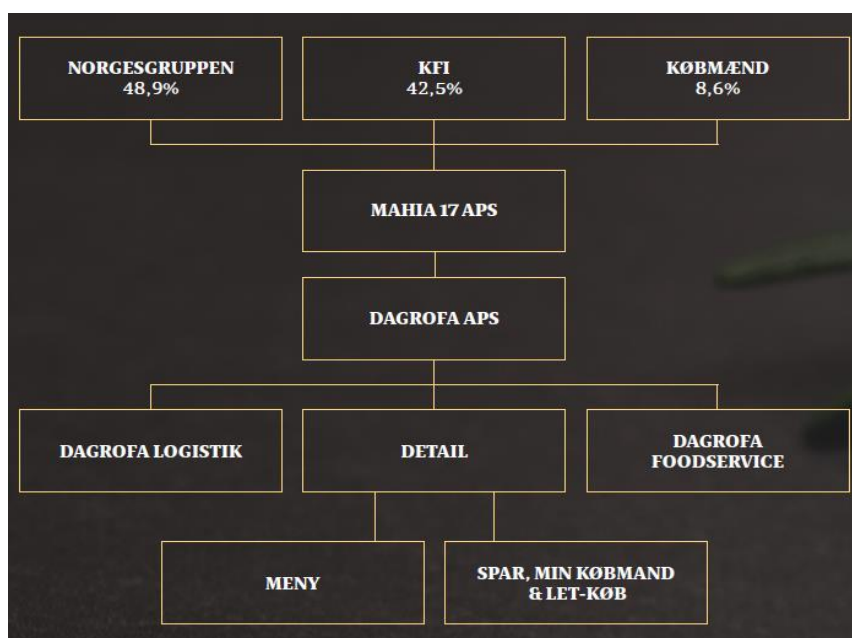 NORGESGRUPPEN
48,9%
KFI
42,5%
KØBMÆND
8,6%
MAHIA 17 APS
DAGROFA APS
DAGROFA LOGISTIK
DETAIL
DAGROFA
FOODSERVICE
MENY
SPAR, MIN KØBMAND
& LET-KØB